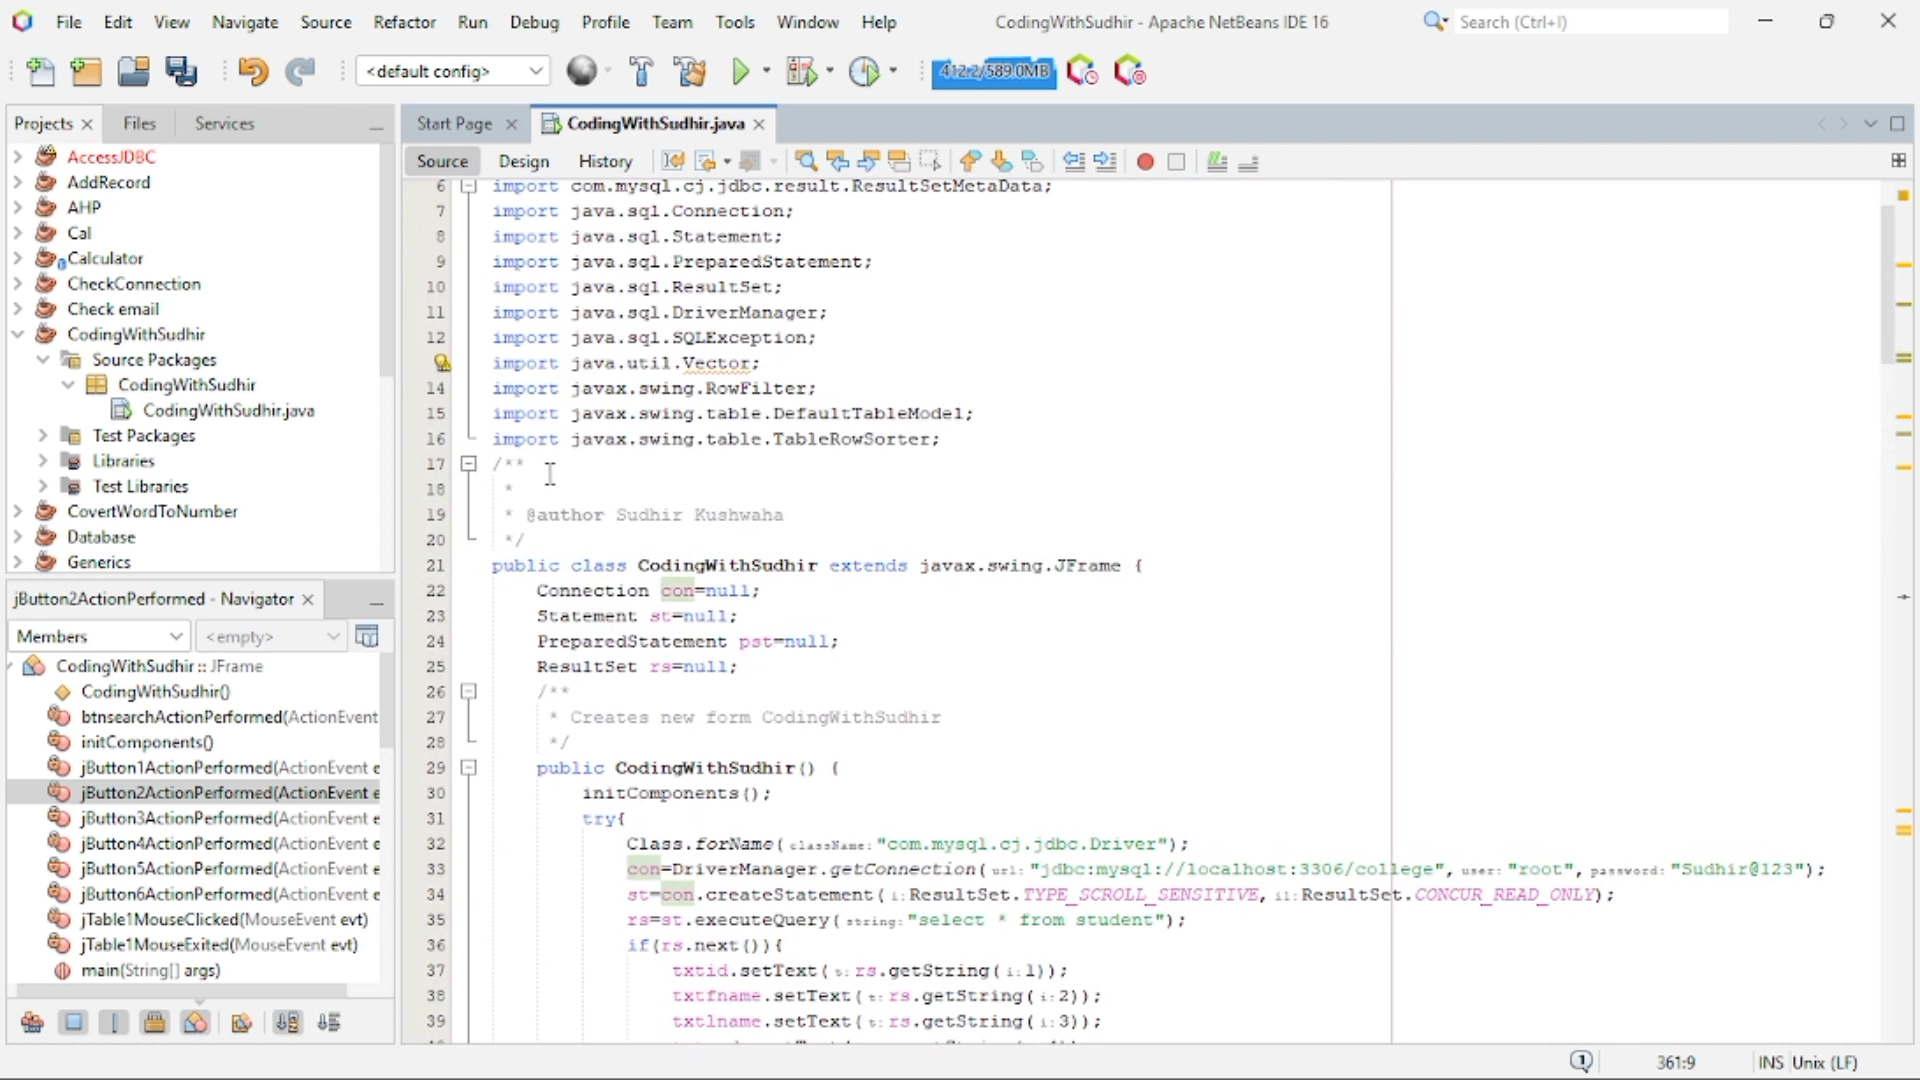 File Edit View Navigate Source Refactor Run Debug Profile Team Tools Window Help CodingWithSudhir - Apache NetBeans IDE 16 Search (Ctrl+I)
<default config> 412.2/589.0MB
Projects Files Services
AccessJDBC
AddRecord
AHP
Cal
Calculator
CheckConnection
Check email
CodingWithSudhir
Source Packages
CodingWithSudhir
CodingWithSudhir.java
Test Packages
Libraries
Test Libraries
CovertWordToNumber
Database
Generics
jButton2ActionPerformed - Navigator
Members <empty>
CodingWithSudhir :: JFrame
CodingWithSudhir()
btnsearchActionPerformed(ActionEvent
initComponents()
jButton1ActionPerformed(ActionEvent e
jButton2ActionPerformed(ActionEvent e
jButton3ActionPerformed(ActionEvent e
jButton4ActionPerformed(ActionEvent e
jButton5ActionPerformed(ActionEvent e
jButton6ActionPerformed(ActionEvent e
jTable1MouseClicked(MouseEvent evt)
jTable1MouseExited(MouseEvent evt)
main(String[] args)
Start Page CodingWithSudhir.java
Source Design History
6 import com.mysql.cj.jdbc.result.ResultSetMetaData;
7 import java.sql.Connection;
8 import java.sql.Statement;
9 import java.sql.PreparedStatement;
10 import java.sql.ResultSet;
11 import java.sql.DriverManager;
12 import java.sql.SQLException;
import java.util.Vector;
14 import javax.swing.RowFilter;
15 import javax.swing.table.DefaultTableModel;
16 import javax.swing.table.TableRowSorter;
17 /**
18 *
19 * @author Sudhir Kushwaha
20 */
21 public class CodingWithSudhir extends javax.swing.JFrame {
22 Connection con=null;
23 Statement st=null;
24 PreparedStatement pst=null;
25 ResultSet rs=null;
26 /**
27 * Creates new form CodingWithSudhir
28 */
29 public CodingWithSudhir() {
30 initComponents();
31 try{
32 Class.forName( className: "com.mysql.cj.jdbc.Driver");
33 con=DriverManager.getConnection( url: "jdbc:mysql://localhost:3306/college", user: "root", password: "Sudhir@123");
34 st=con.createStatement( i: ResultSet.TYPE_SCROLL_SENSITIVE, i1: ResultSet.CONCUR_READ_ONLY);
35 rs=st.executeQuery( string: "select * from student");
36 if(rs.next()){
37 txtid.setText( t: rs.getString( i: 1));
38 txtfname.setText( t: rs.getString( i: 2));
39 txtlname.setText( t: rs.getString( i: 3));
1 361:9 INS Unix (LF)